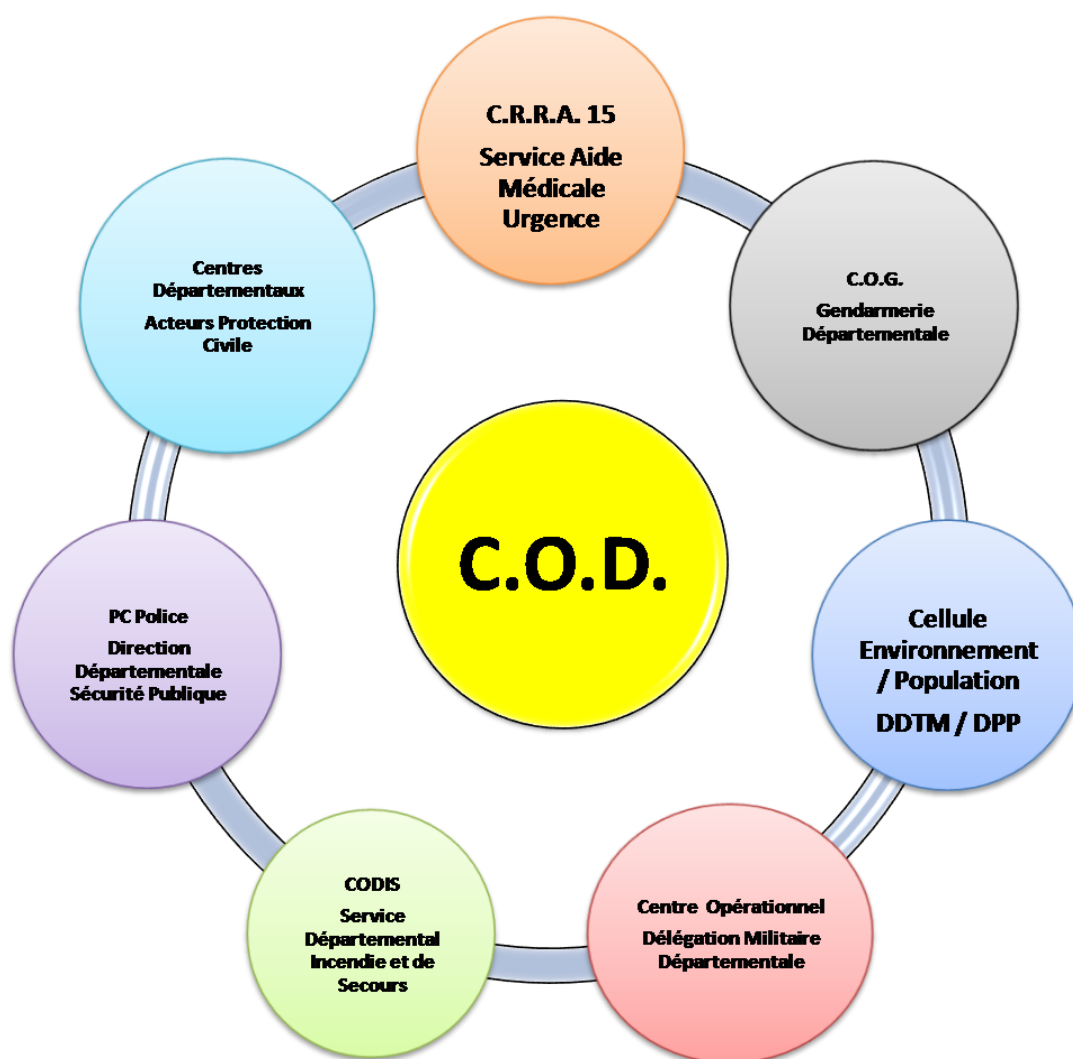 C.R.R.A. 15
Service Aide
Médicale
Urgence
C.O.G.
Gendarmerie
Départementale
Cellule
Environnement
/ Population
DDTM / DPP
Centre Opérationnel
Délégation Militaire
Départementale
CODIS
Service
Départemental
Incendie et de
Secours
PC Police
Direction
Départementale
Sécurité Publique
Centres
Départementaux
Acteurs Protection
Civile
C.O.D.